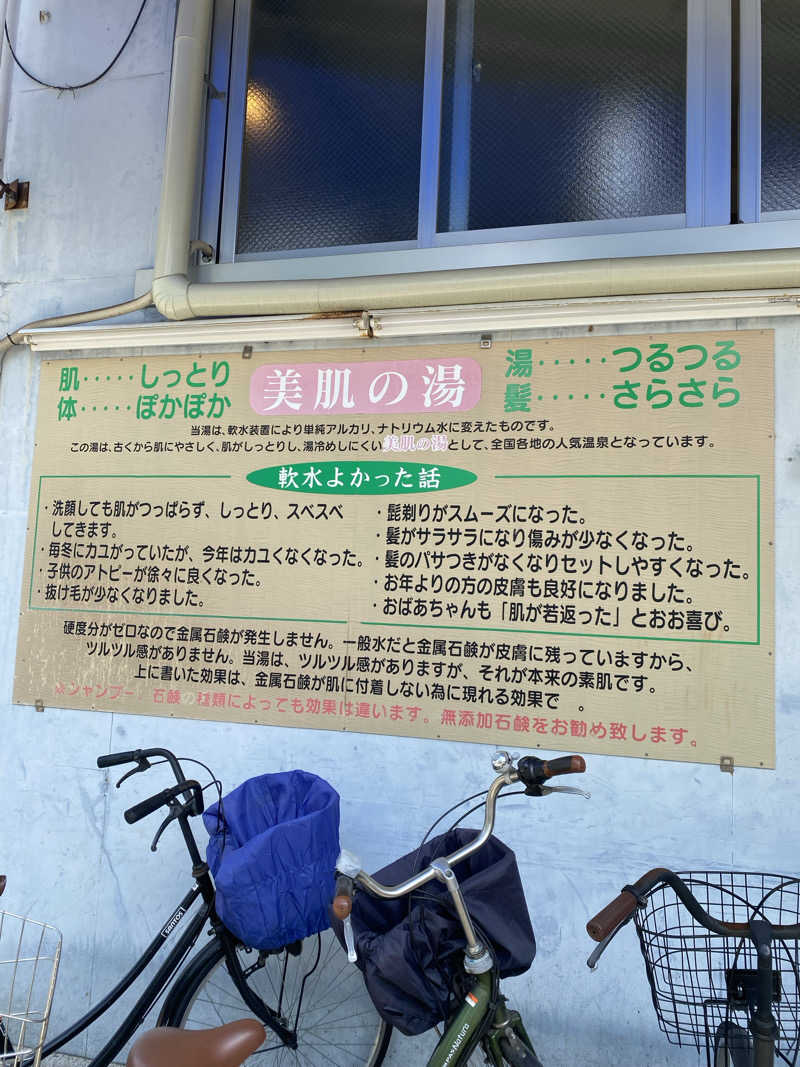 肌・・・・・しっとり
体・・・・・ぽかぽか
美肌の湯
湯・・・・・つるつる
髪・・・・・さらさら
当湯は、軟水装置により単純アルカリ、ナトリウム水に変えたものです。
この湯は、古くから肌にやさしく、肌がしっとりし、湯冷めしにくい美肌の湯として、全国各地の人気温泉となっています。
軟水よかった話
・洗顔しても肌がつっぱらず、しっとり、スベスベ
してきます。
・毎冬にカユがっていたが、今年はカユくなくなった。
・子供のアトピーが徐々に良くなった。
・抜け毛が少なくなりました。
・髭剃りがスムーズになった。
・髪がサラサラになり傷みが少なくなった。
・髪のパサつきがなくなりセットしやすくなった。
・お年よりの方の皮膚も良好になりました。
・おばあちゃんも「肌が若返った」とおお喜び。
硬度分がゼロなので金属石鹸が発生しません。一般水だと金属石鹸が皮膚に残っていますから、
ツルツル感がありません。当湯は、ツルツル感がありますが、それが本来の素肌です。
上に書いた効果は、金属石鹸が肌に付着しない為に現れる効果で 。
※シャンプー、石鹸の種類によっても効果は違います。無添加石鹸をお勧め致します。
SANTOS
Natura